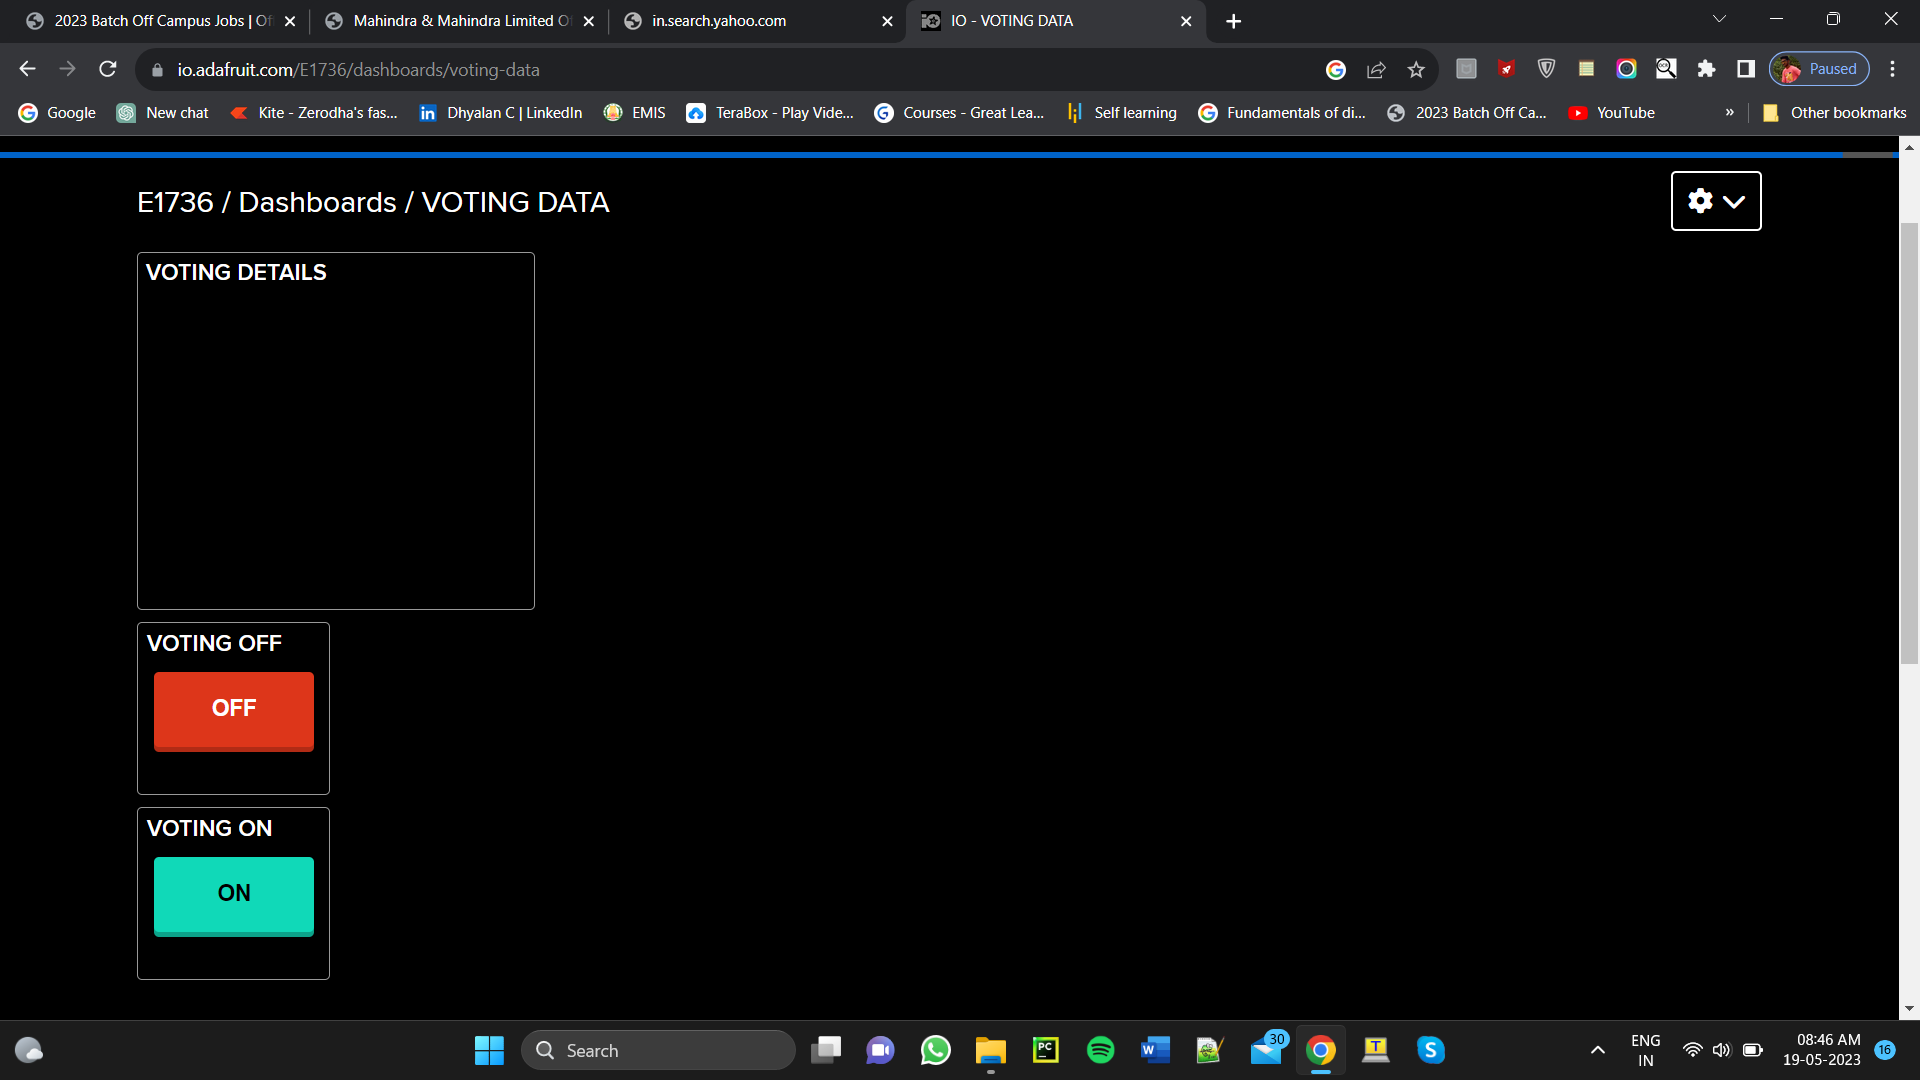 2023 Batch Off Campus Jobs | Of
Mahindra & Mahindra Limited O
in.search.yahoo.com
IO - VOTING DATA
io.adafruit.com/E1736/dashboards/voting-data
Paused
Google
New chat
Kite - Zerodha's fas...
Dhyalan C | LinkedIn
EMIS
TeraBox - Play Vide...
Courses - Great Lea...
Self learning
Fundamentals of di...
2023 Batch Off Ca...
YouTube
»
Other bookmarks
E1736 / Dashboards / VOTING DATA
VOTING DETAILS
VOTING OFF
OFF
VOTING ON
ON
Search
30
ENG
IN
08:46 AM
19-05-2023
16